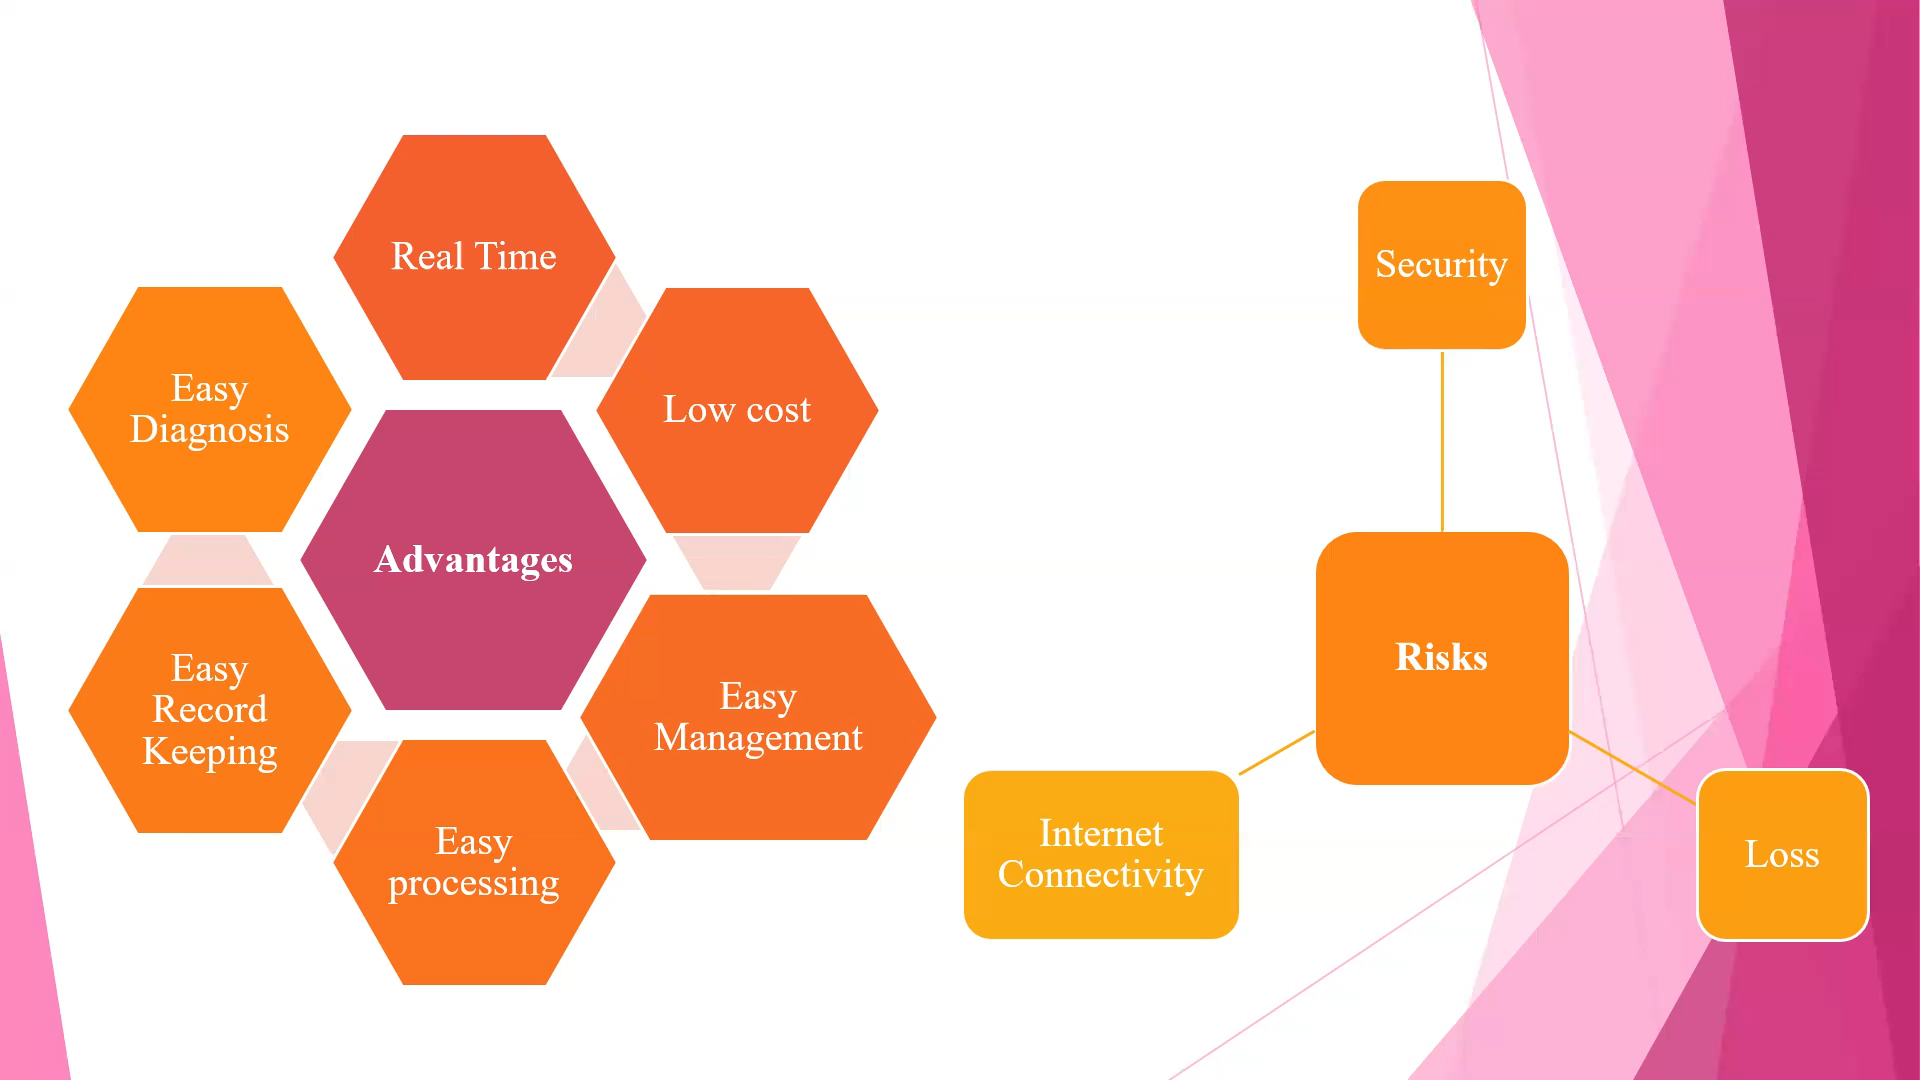 Real Time
Low cost
Easy
Management
Easy
processing
Easy
Record
Keeping
Easy
Diagnosis
Advantages
Security
Risks
Internet
Connectivity
Loss